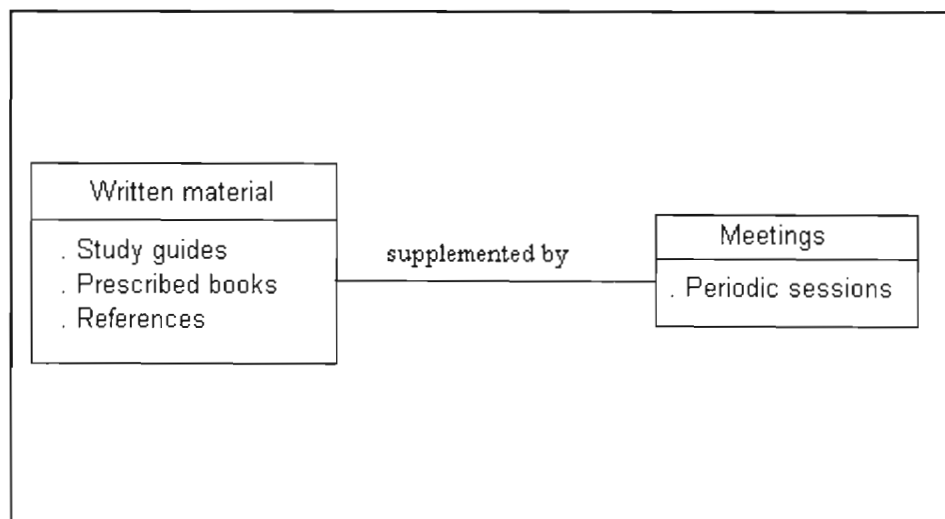 Written material
. Study guides
. Prescribed books
. References
supplemented by
Meetings
. Periodic sessions